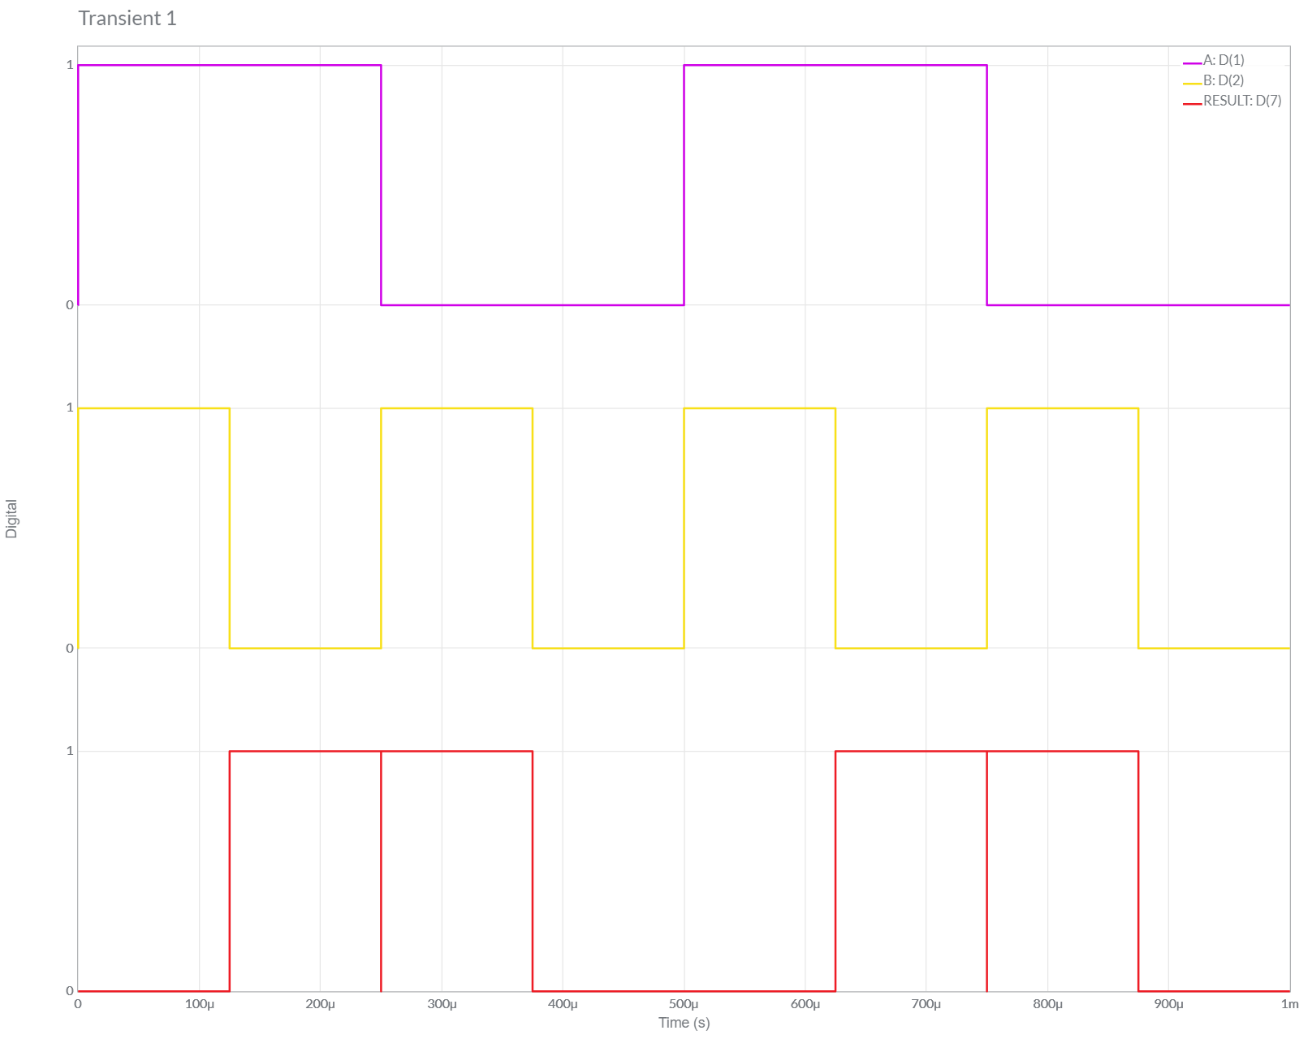 Transient 1
A: D(1)
B: D(2)
RESULT: D(7)
1
0
1
0
1
0
Digital
0 100µ 200µ 300µ 400µ 500µ 600µ 700µ 800µ 900µ 1m
Time (s)